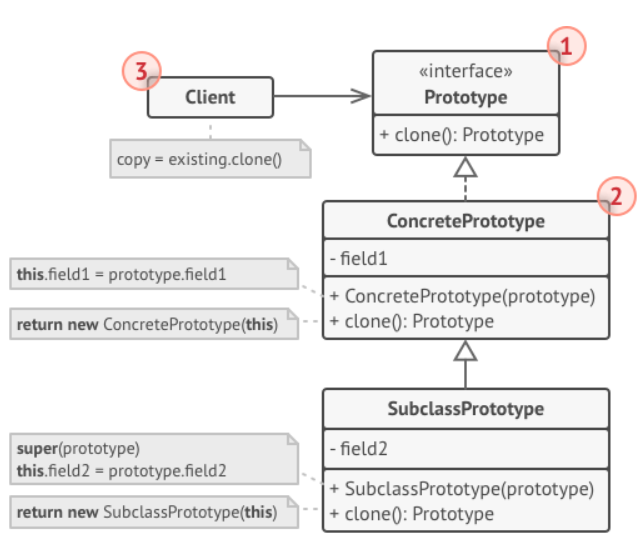 1
«interface»
Prototype
+ clone(): Prototype
3
Client
copy = existing.clone()
2
ConcretePrototype
- field1
+ ConcretePrototype(prototype)
+ clone(): Prototype
this.field1 = prototype.field1
return new ConcretePrototype(this)
SubclassPrototype
- field2
+ SubclassPrototype(prototype)
+ clone(): Prototype
super(prototype)
this.field2 = prototype.field2
return new SubclassPrototype(this)